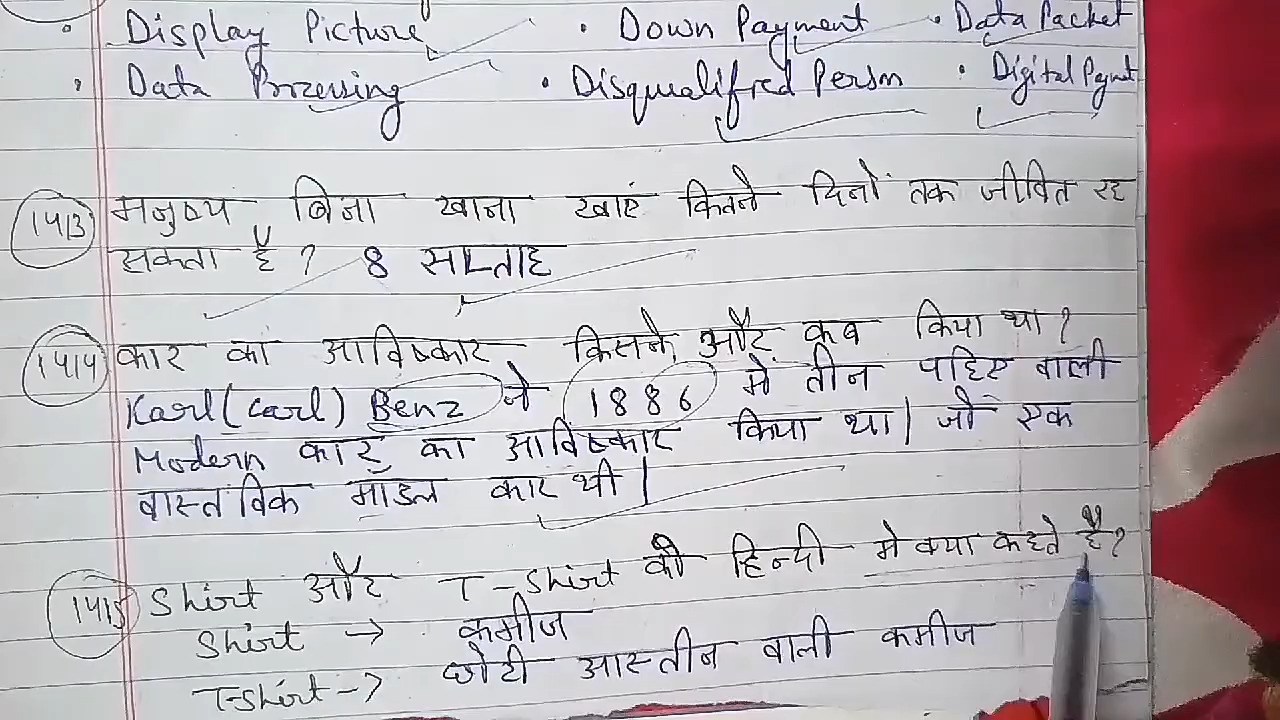 • Display Picture • Down Payment • Data Packet
• Data Processing • Disqualified Person • Digital Pymet
1413 मनुष्य बिना खाना खाएं कितने दिनों तक जीवित रह
सकता है ? 8 सप्ताह
1414 कार का आविष्कार किसने और कब किया था ?
Karl (Carl) Benz ने 1886 में तीन पहिए वाली
Modern कार का आविष्कार किया था | जो एक
वास्तविक मॉडल कार थी |
1415 Shirt और T-Shirt को हिन्दी मे क्या कहते है ?
Shirt → कमीज
T-Shirt → छोटी आस्तीन वाली कमीज